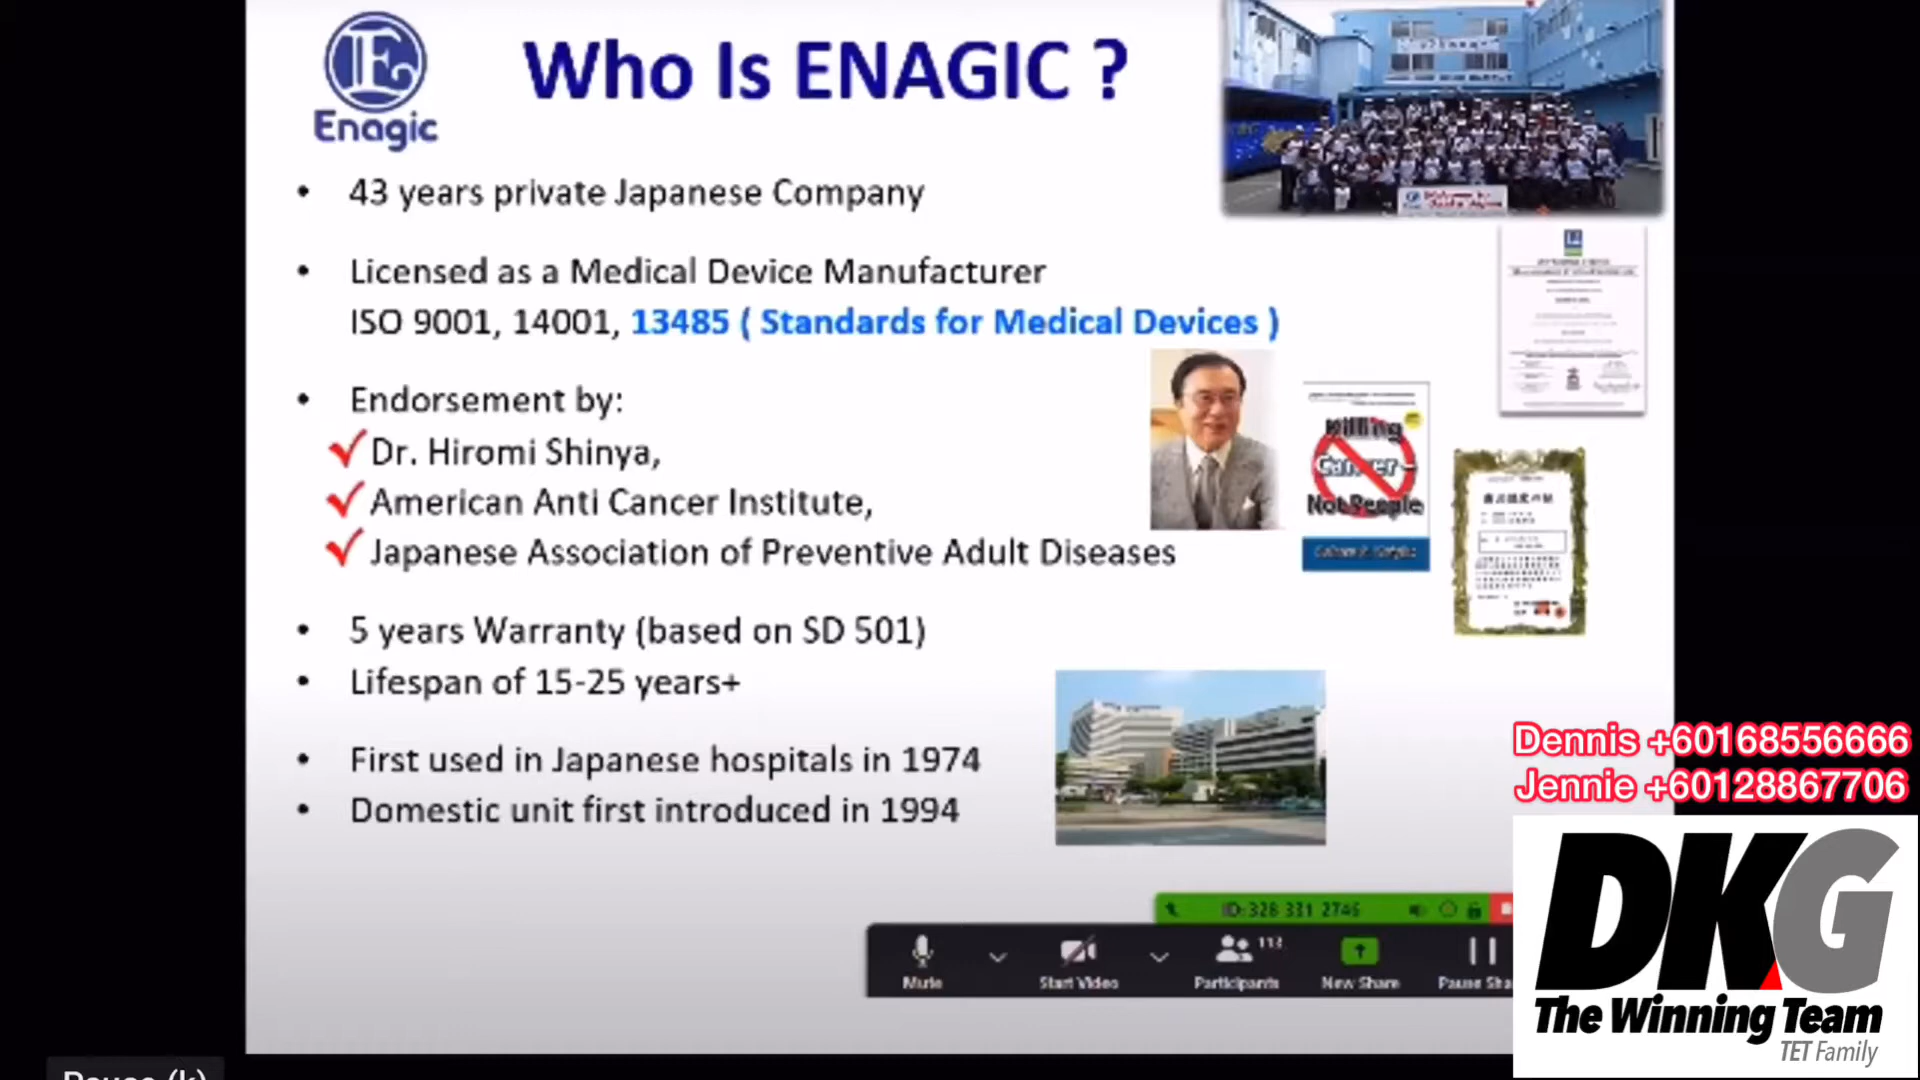 Enagic
Who Is ENAGIC ?
• 43 years private Japanese Company
• Licensed as a Medical Device Manufacturer
ISO 9001, 14001, 13485 ( Standards for Medical Devices )
• Endorsement by:
Dr. Hiromi Shinya,
American Anti Cancer Institute,
Japanese Association of Preventive Adult Diseases
Killing
Cancer-
Not People
• 5 years Warranty (based on SD 501)
• Lifespan of 15-25 years+
• First used in Japanese hospitals in 1974
• Domestic unit first introduced in 1994
Dennis +60168556666
Jennie +60128867706
DKG
The Winning Team
TET Family
ID: 328 331 2746
Mute
Start Video
Participants
113
New Share
Pause Sha
Pause (k)